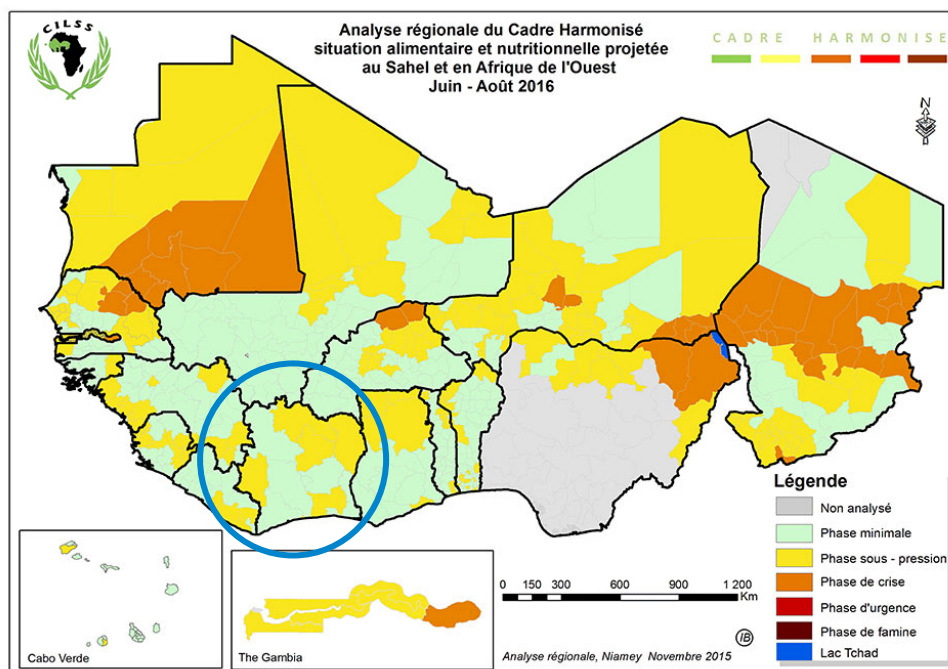 CILSS
Analyse régionale du Cadre Harmonisé
situation alimentaire et nutritionnelle projetée
au Sahel et en Afrique de l'Ouest
Juin - Août 2016
CADRE HARMONISE
N
Légende
Non analysé
Phase minimale
Phase sous - pression
Phase de crise
Phase d'urgence
Phase de famine
Lac Tchad
0 150 300 600 900 1 200
Km
IB
Analyse régionale, Niamey Novembre 2015
Cabo Verde
The Gambia